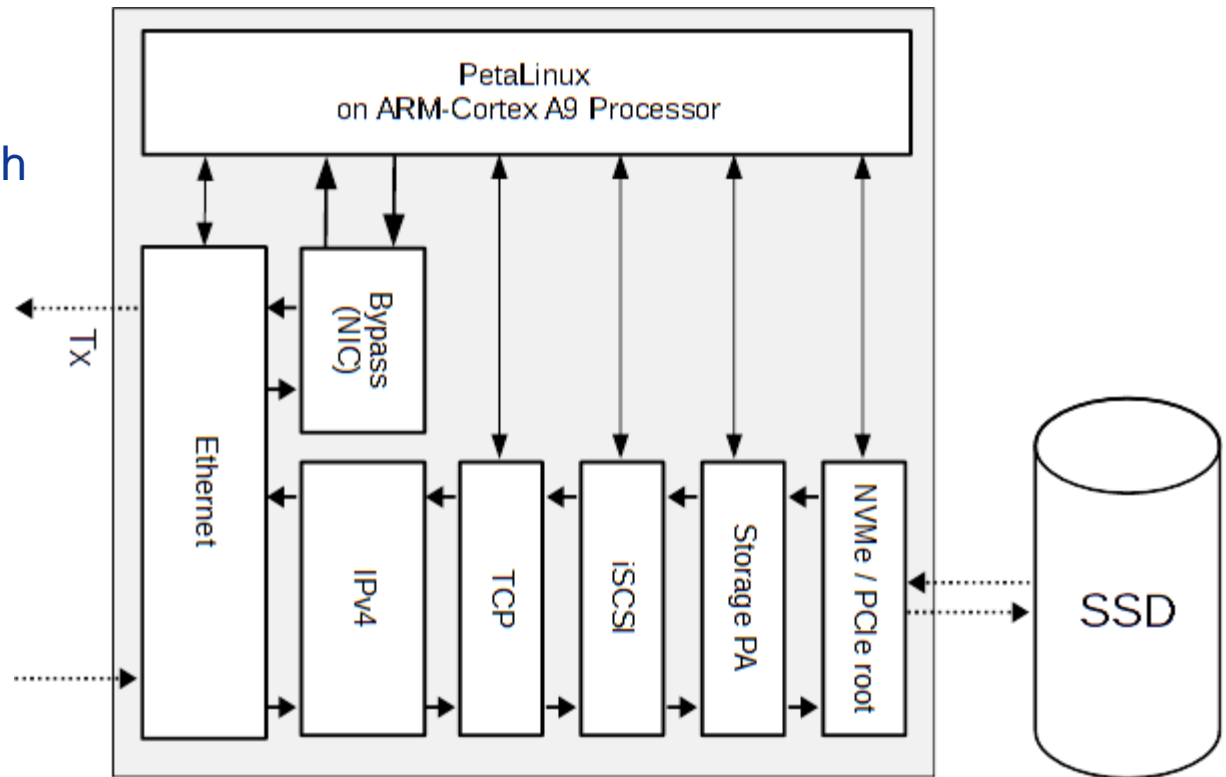 PetaLinux
on ARM-Cortex A9 Processor
h
Bypass
(NIC)
Tx
Ethernet
IPv4
TCP
iSCSI
Storage PA
NVMe / PCIe root
SSD